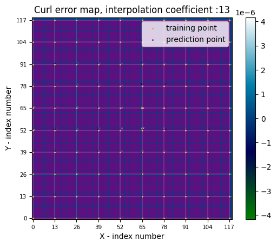 Curl error map, interpolation coefficient :13
1e−6
training point
prediction point
117
104
91
78
65
52
39
26
13
0
Y - index number
0 13 26 39 52 65 78 91 104 117
X - index number
4
3
2
1
0
−1
−2
−3
−4